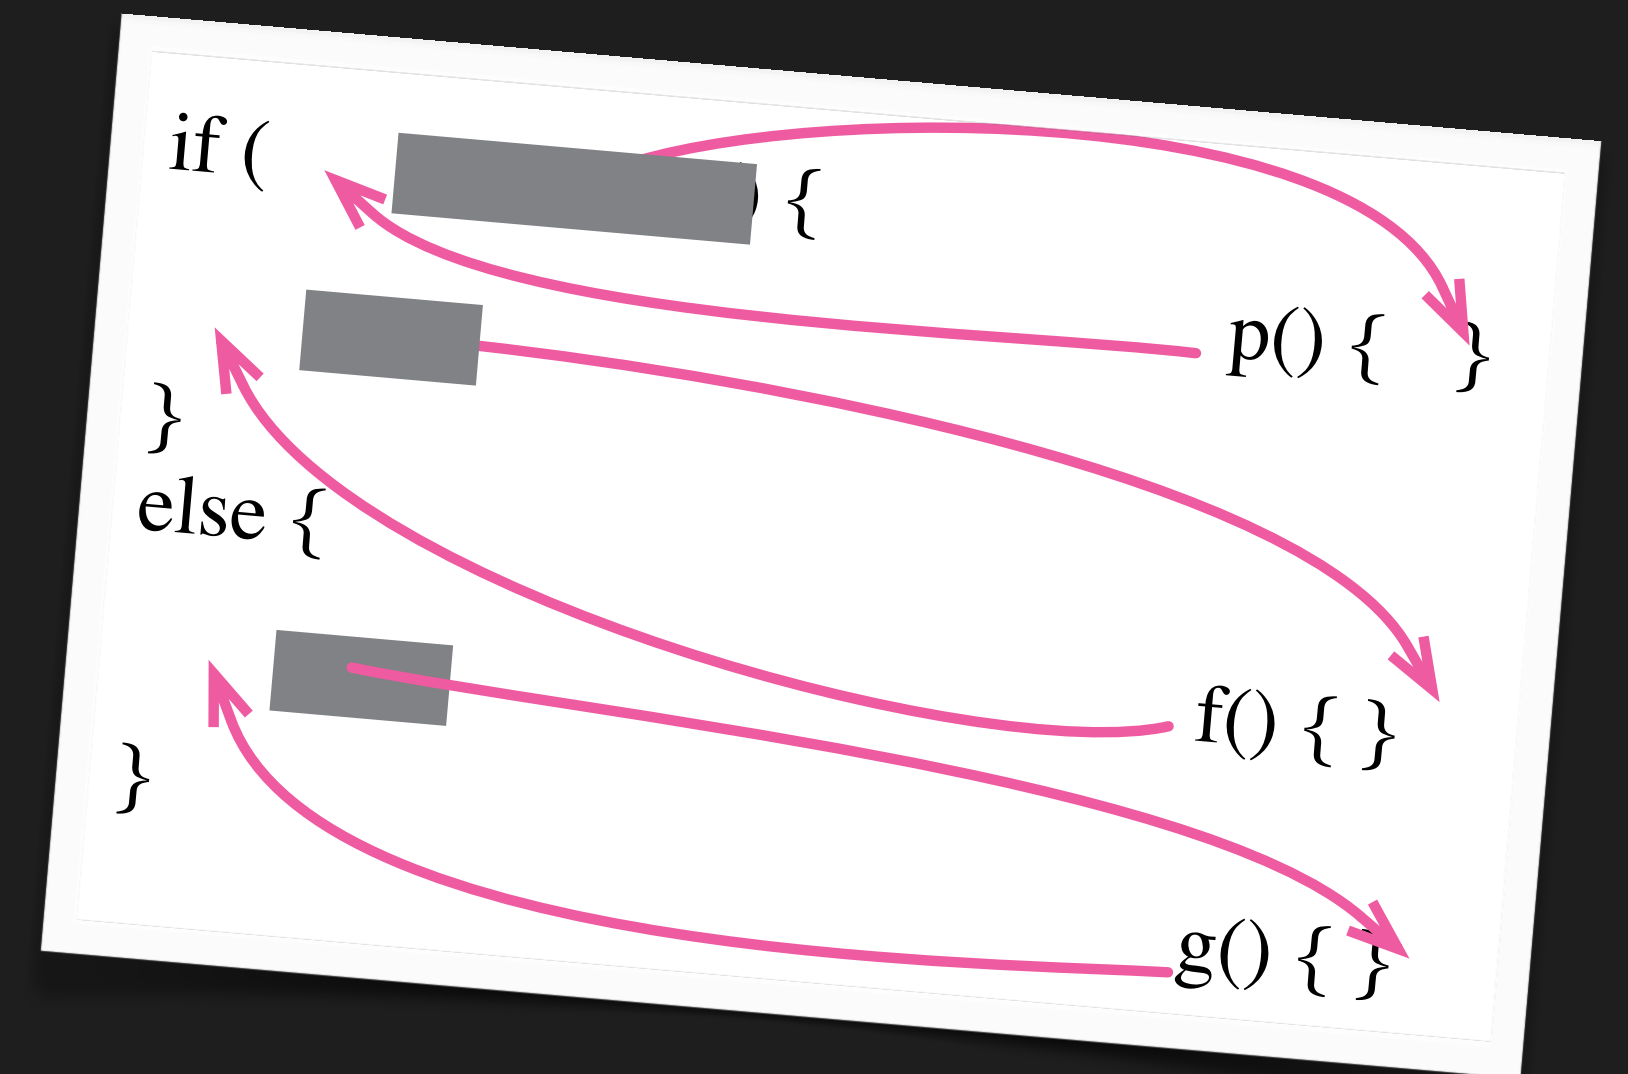 if ( ) {
p() { }
}
else {
f() { }
}
g() { }